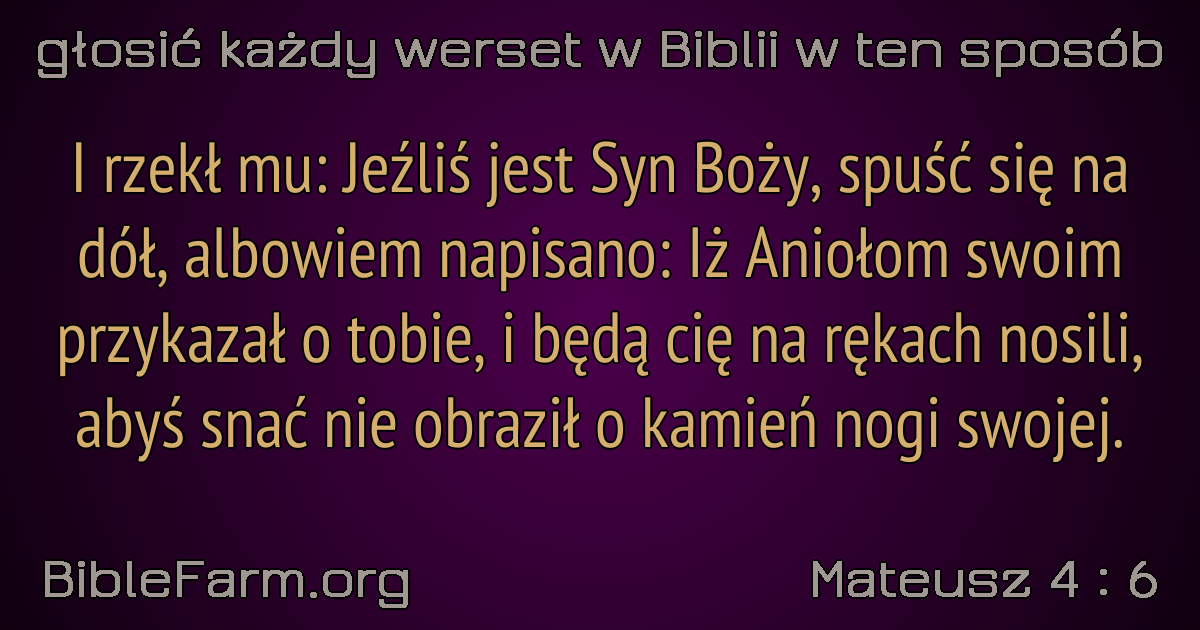 głosić każdy werset w Biblii w ten sposób
I rzekł mu: Jeźliś jest Syn Boży, spuść się na
dół, albowiem napisano: Iż Aniołom swoim
przykazał o tobie, i będą cię na rękach nosili,
abyś snać nie obraził o kamień nogi swojej.
BibleFarm.org
Mateusz 4 : 6